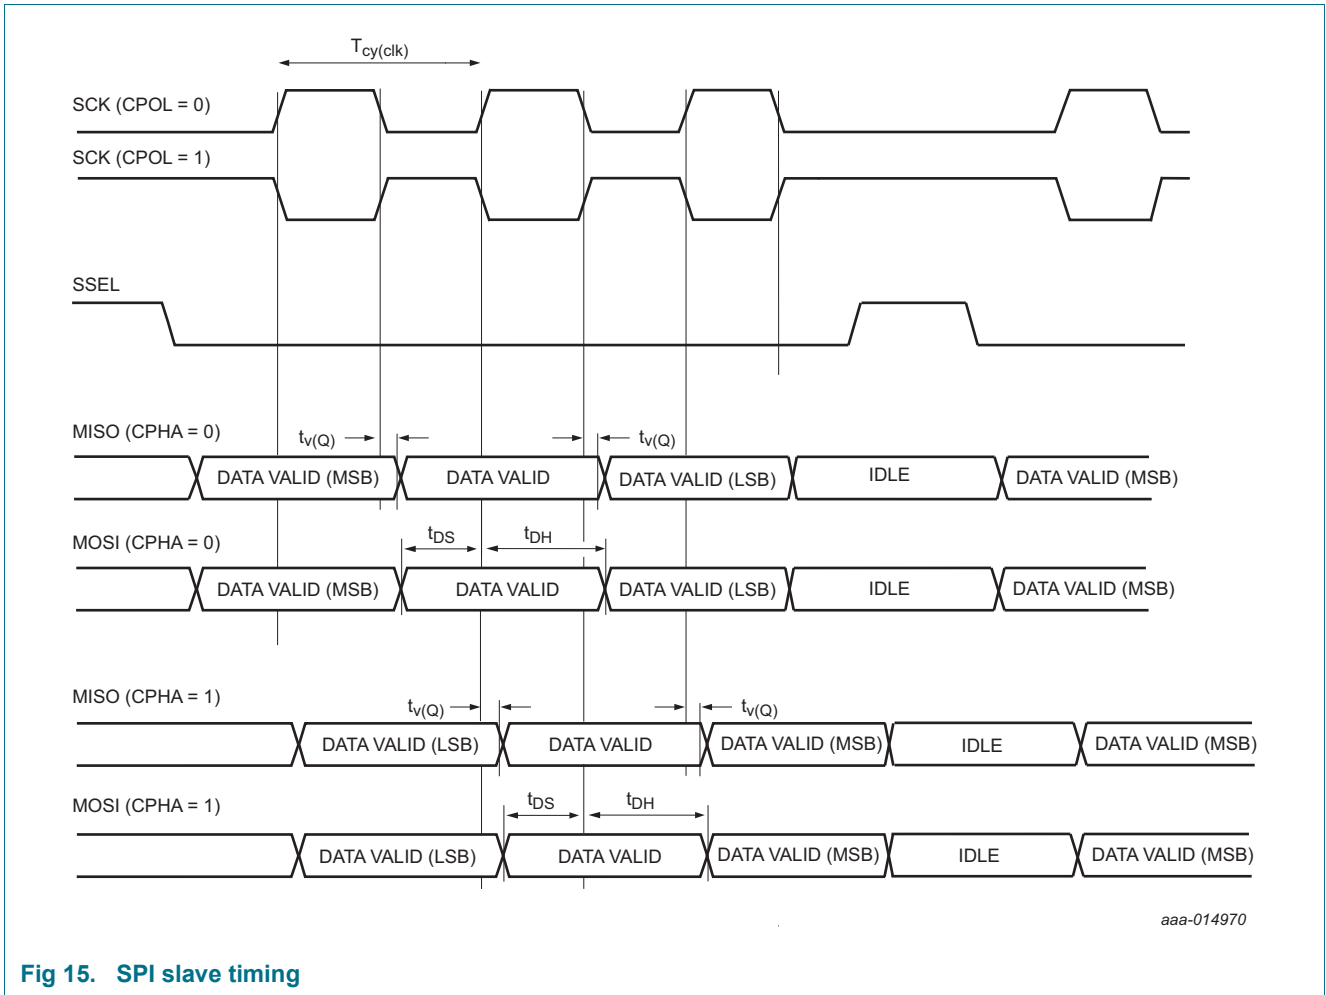 Tcy(clk)
SCK (CPOL = 0)
SCK (CPOL = 1)
SSEL
MISO (CPHA = 0)
tv(Q) tv(Q)
DATA VALID (MSB) DATA VALID DATA VALID (LSB) IDLE DATA VALID (MSB)
MOSI (CPHA = 0)
tDS tDH
DATA VALID (MSB) DATA VALID DATA VALID (LSB) IDLE DATA VALID (MSB)
MISO (CPHA = 1)
tv(Q) tv(Q)
DATA VALID (LSB) DATA VALID DATA VALID (MSB) IDLE DATA VALID (MSB)
MOSI (CPHA = 1)
tDS tDH
DATA VALID (LSB) DATA VALID DATA VALID (MSB) IDLE DATA VALID (MSB)
aaa-014970
Fig 15. SPI slave timing